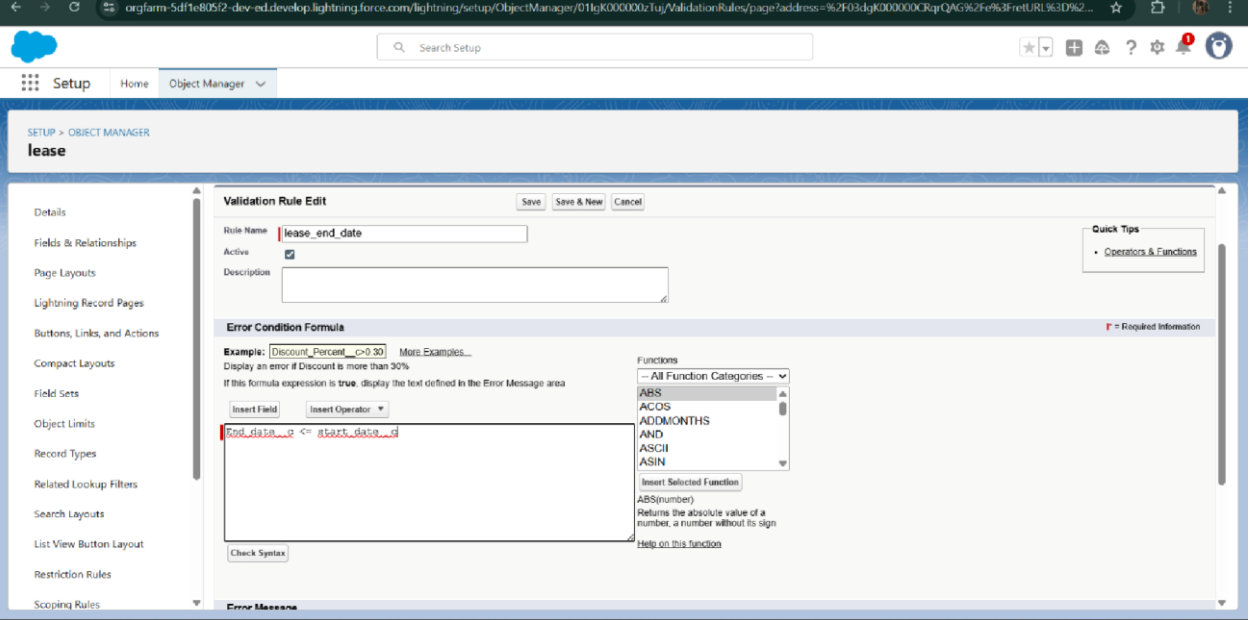 orgfarm-5df1e805f2-dev-ed.develop.lightning.force.com/lightning/setup/ObjectManager/01IgK000000zTuj/ValidationRules/page?address=%2F03dgK000000CRqrQAG%2Fe%3FretURL%3D%2...
Search Setup
1
Setup
Home
Object Manager
SETUP > OBJECT MANAGER
lease
Details
Fields & Relationships
Page Layouts
Lightning Record Pages
Buttons, Links, and Actions
Compact Layouts
Field Sets
Object Limits
Record Types
Related Lookup Filters
Search Layouts
List View Button Layout
Restriction Rules
Scoping Rules
Validation Rule Edit
Save
Save & New
Cancel
Rule Name
lease_end_date
Active
Description
Quick Tips
• Operators & Functions
Error Condition Formula
= Required Information
Example: Discount_Percent__c>0.30 More Examples...
Display an error if Discount is more than 30%
If this formula expression is true, display the text defined in the Error Message area
Insert Field
Insert Operator
End_date__c <= start_date__c
Check Syntax
Functions
-- All Function Categories --
ABS
ACOS
ADDMONTHS
AND
ASCII
ASIN
Insert Selected Function
ABS(number)
Returns the absolute value of a
number, a number without its sign
Help on this function
Error Message